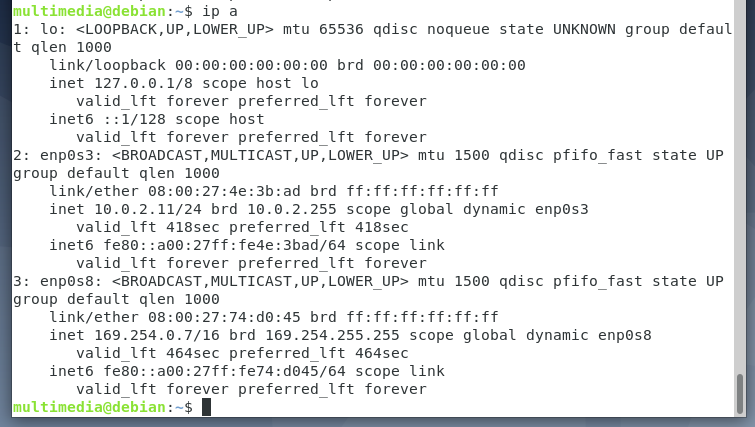 multimedia@debian:~$ ip a
1: lo: <LOOPBACK,UP,LOWER_UP> mtu 65536 qdisc noqueue state UNKNOWN group defaul
t qlen 1000
    link/loopback 00:00:00:00:00:00 brd 00:00:00:00:00:00
    inet 127.0.0.1/8 scope host lo
       valid_lft forever preferred_lft forever
    inet6 ::1/128 scope host
       valid_lft forever preferred_lft forever
2: enp0s3: <BROADCAST,MULTICAST,UP,LOWER_UP> mtu 1500 qdisc pfifo_fast state UP
group default qlen 1000
    link/ether 08:00:27:4e:3b:ad brd ff:ff:ff:ff:ff:ff
    inet 10.0.2.11/24 brd 10.0.2.255 scope global dynamic enp0s3
       valid_lft 418sec preferred_lft 418sec
    inet6 fe80::a00:27ff:fe4e:3bad/64 scope link
       valid_lft forever preferred_lft forever
3: enp0s8: <BROADCAST,MULTICAST,UP,LOWER_UP> mtu 1500 qdisc pfifo_fast state UP
group default qlen 1000
    link/ether 08:00:27:74:d0:45 brd ff:ff:ff:ff:ff:ff
    inet 169.254.0.7/16 brd 169.254.255.255 scope global dynamic enp0s8
       valid_lft 464sec preferred_lft 464sec
    inet6 fe80::a00:27ff:fe74:d045/64 scope link
       valid_lft forever preferred_lft forever
multimedia@debian:~$